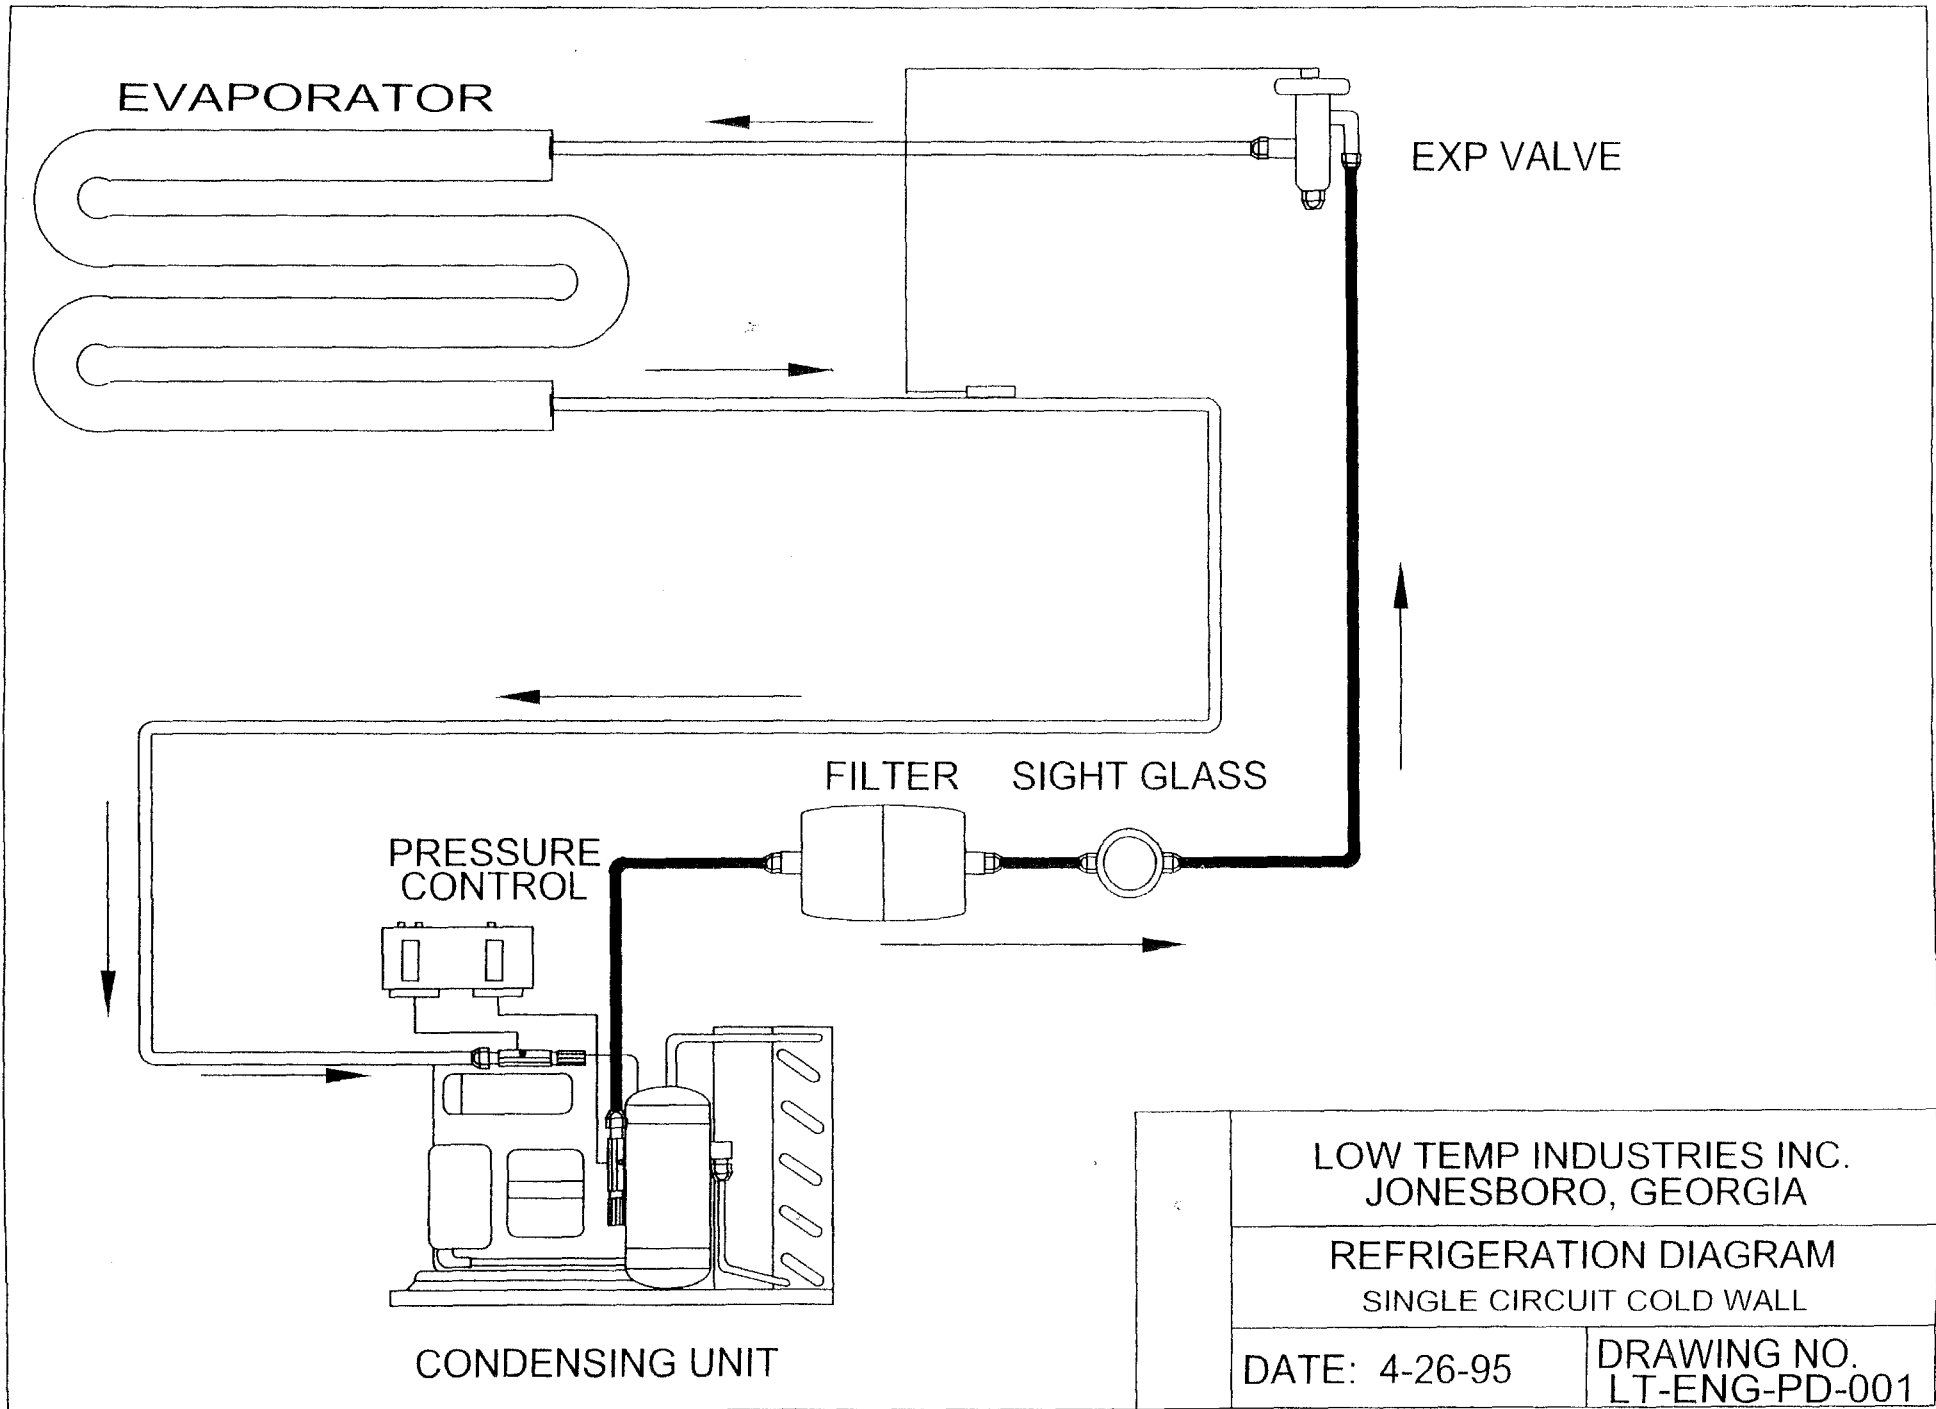 EVAPORATOR
EXP VALVE
FILTER
SIGHT GLASS
PRESSURE
CONTROL
CONDENSING UNIT
LOW TEMP INDUSTRIES INC.
JONESBORO, GEORGIA
REFRIGERATION DIAGRAM
SINGLE CIRCUIT COLD WALL
DATE: 4-26-95
DRAWING NO.
LT-ENG-PD-001